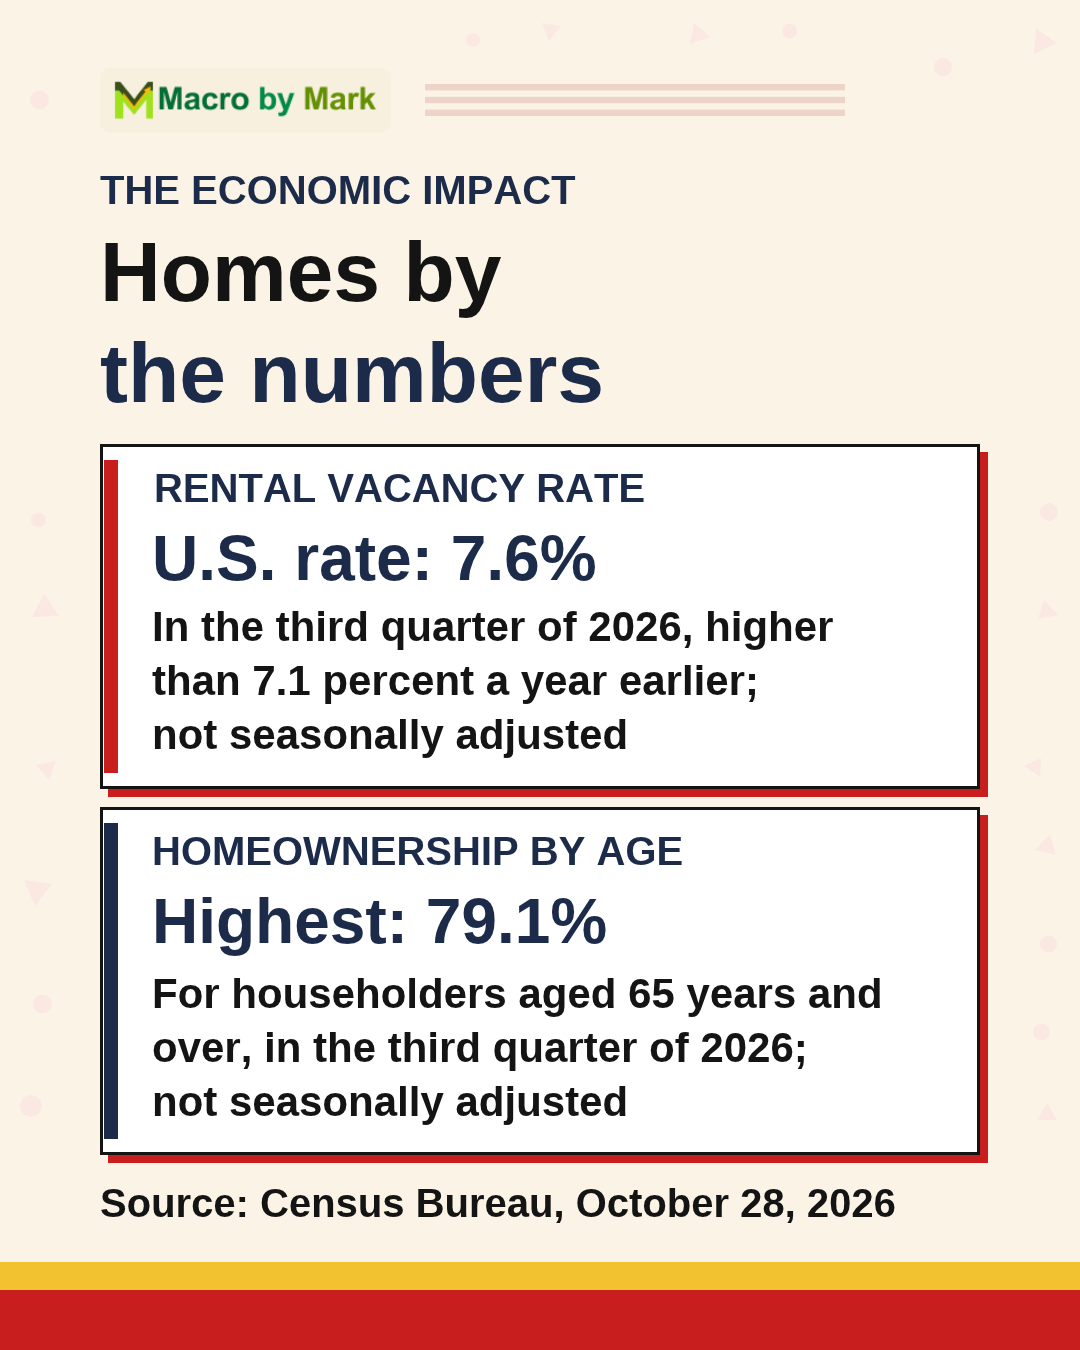 Macro by Mark
THE ECONOMIC IMPACT
Homes by
the numbers
RENTAL VACANCY RATE
U.S. rate: 7.6%
In the third quarter of 2026, higher
than 7.1 percent a year earlier;
not seasonally adjusted
HOMEOWNERSHIP BY AGE
Highest: 79.1%
For householders aged 65 years and
over, in the third quarter of 2026;
not seasonally adjusted
Source: Census Bureau, October 28, 2026